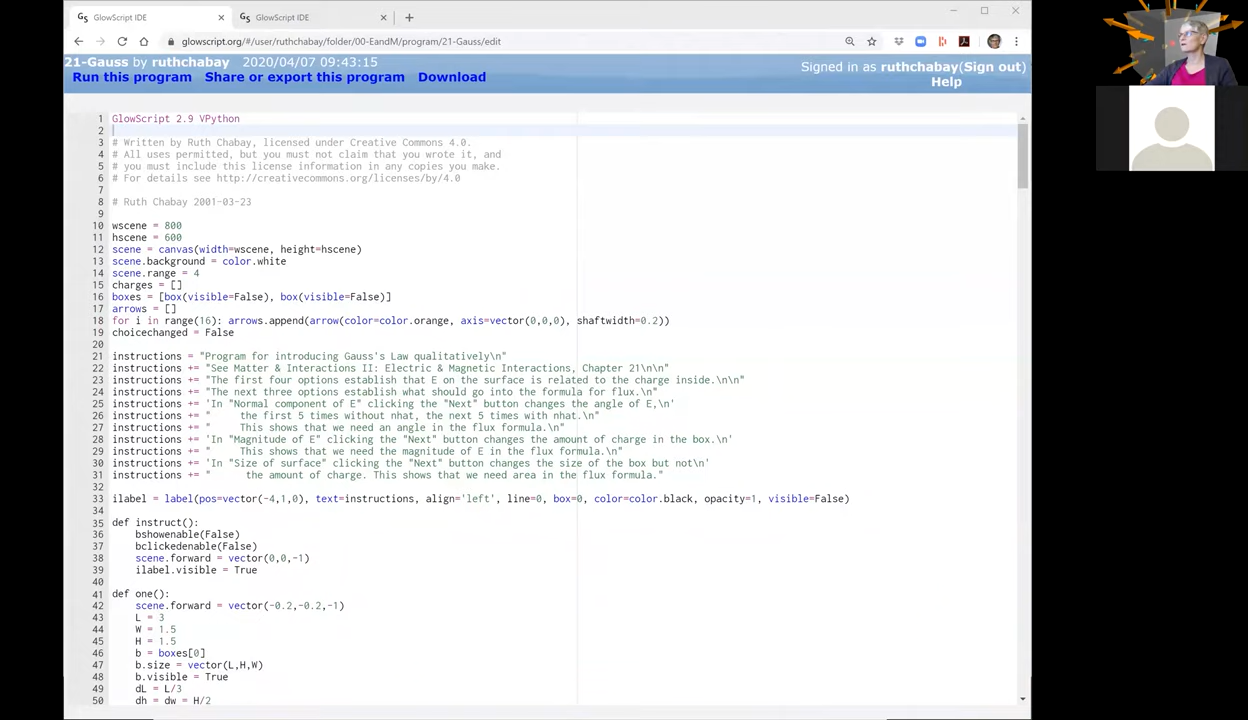 GlowScript IDE
GlowScript IDE
glowscript.org/#/user/ruthchabay/folder/00-EandM/program/21-Gauss/edit
21-Gauss by ruthchabay 2020/04/07 09:43:15
Signed in as ruthchabay(Sign out)
Run this program Share or export this program Download
Help
1 GlowScript 2.9 VPython
2
3 # Written by Ruth Chabay, licensed under Creative Commons 4.0.
4 # All uses permitted, but you must not claim that you wrote it, and
5 # you must include this license information in any copies you make.
6 # For details see http://creativecommons.org/licenses/by/4.0
7
8 # Ruth Chabay 2001-03-23
9
10 wscene = 800
11 hscene = 600
12 scene = canvas(width=wscene, height=hscene)
13 scene.background = color.white
14 scene.range = 4
15 charges = []
16 boxes = [box(visible=False), box(visible=False)]
17 arrows = []
18 for i in range(16): arrows.append(arrow(color=color.orange, axis=vector(0,0,0), shaftwidth=0.2))
19 choicechanged = False
20
21 instructions = "Program for introducing Gauss's Law qualitatively\n"
22 instructions += "See Matter & Interactions II: Electric & Magnetic Interactions, Chapter 21\n\n"
23 instructions += "The first four options establish that E on the surface is related to the charge inside.\n\n"
24 instructions += "The next three options establish what should go into the formula for flux.\n"
25 instructions += 'In "Normal component of E" clicking the "Next" button changes the angle of E,\n'
26 instructions += "     the first 5 times without nhat, the next 5 times with nhat.\n"
27 instructions += "     This shows that we need an angle in the flux formula.\n"
28 instructions += 'In "Magnitude of E" clicking the "Next" button changes the amount of charge in the box.\n'
29 instructions += "     This shows that we need the magnitude of E in the flux formula.\n"
30 instructions += 'In "Size of surface" clicking the "Next" button changes the size of the box but not\n'
31 instructions += "      the amount of charge. This shows that we need area in the flux formula."
32
33 ilabel = label(pos=vector(-4,1,0), text=instructions, align='left', line=0, box=0, color=color.black, opacity=1, visible=False)
34
35 def instruct():
36     bshowenable(False)
37     bclickedenable(False)
38     scene.forward = vector(0,0,-1)
39     ilabel.visible = True
40
41 def one():
42     scene.forward = vector(-0.2,-0.2,-1)
43     L = 3
44     W = 1.5
45     H = 1.5
46     b = boxes[0]
47     b.size = vector(L,H,W)
48     b.visible = True
49     dL = L/3
50     dh = dw = H/2